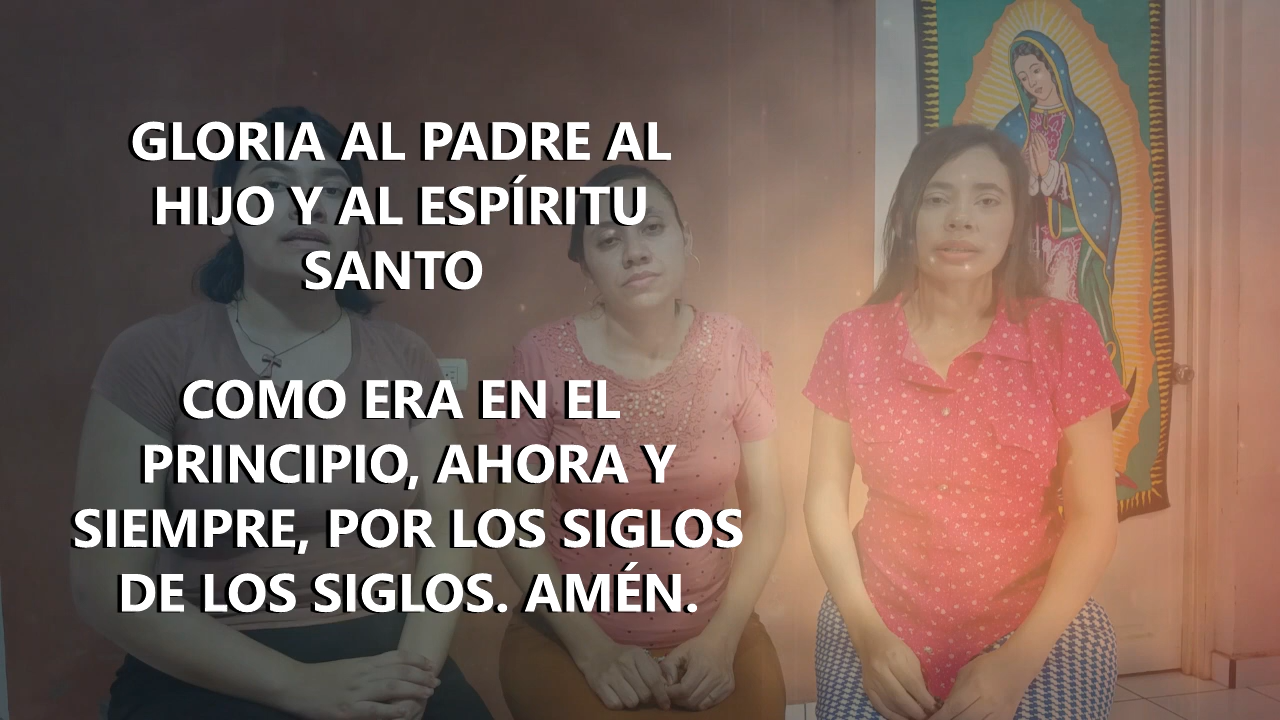 GLORIA AL PADRE AL
HIJO Y AL ESPÍRITU
SANTO
COMO ERA EN EL
PRINCIPIO, AHORA Y
SIEMPRE, POR LOS SIGLOS
DE LOS SIGLOS. AMÉN.